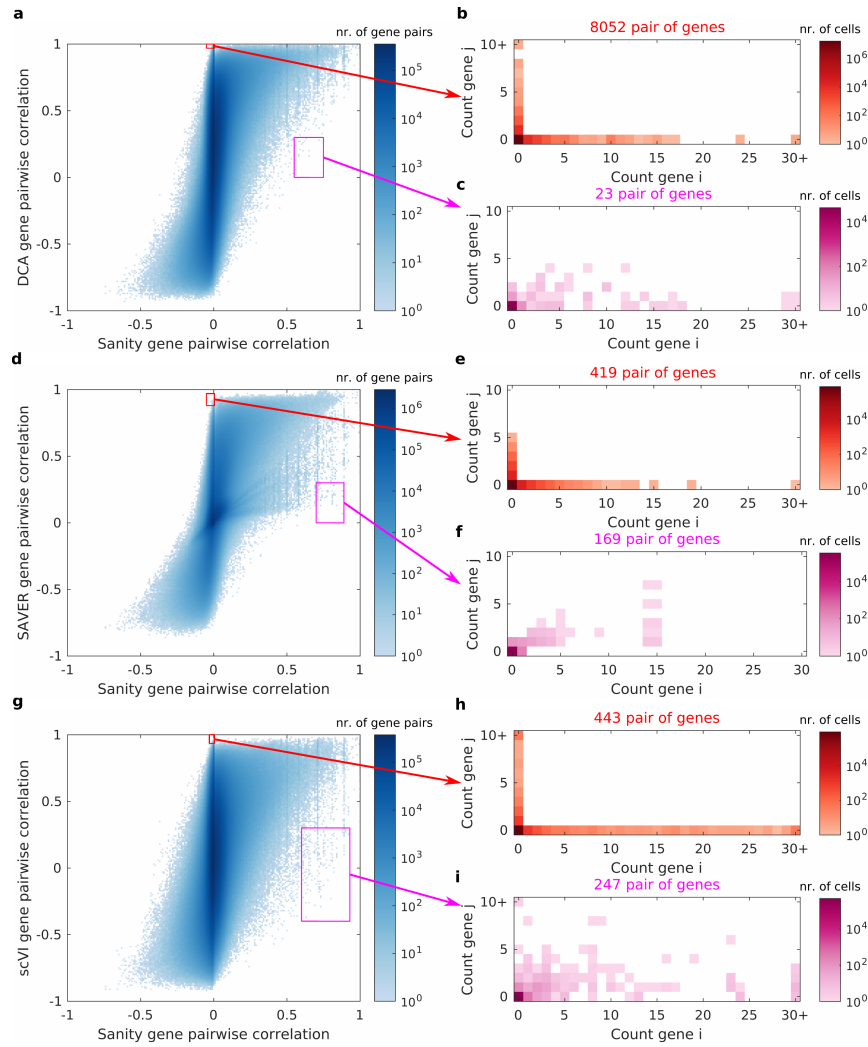 a
nr. of gene pairs
DCA gene pairwise correlation
1
0.5
0
-0.5
-1
-1 -0.5 0 0.5 1
Sanity gene pairwise correlation
10^5
10^4
10^3
10^2
10^1
10^0
b
8052 pair of genes
nr. of cells
Count gene j
10+
5
0
0 5 10 15 20 25 30+
Count gene i
10^6
10^4
10^2
10^0
c
23 pair of genes
nr. of cells
Count gene j
10+
5
0
0 5 10 15 20 25 30+
Count gene i
10^4
10^2
10^0
d
nr. of gene pairs
SAVER gene pairwise correlation
1
0.5
0
-0.5
-1
-1 -0.5 0 0.5 1
Sanity gene pairwise correlation
10^6
10^5
10^4
10^3
10^2
10^1
10^0
e
419 pair of genes
nr. of cells
Count gene j
10
5
0
0 5 10 15 20 25 30+
Count gene i
10^4
10^2
10^0
f
169 pair of genes
nr. of cells
Count gene j
10
5
0
0 5 10 15 20 25 30
Count gene i
10^4
10^2
10^0
g
nr. of gene pairs
scVI gene pairwise correlation
1
0.5
0
-0.5
-1
-1 -0.5 0 0.5 1
Sanity gene pairwise correlation
10^5
10^4
10^3
10^2
10^1
10^0
h
443 pair of genes
nr. of cells
Count gene j
10+
5
0
0 5 10 15 20 25 30+
Count gene i
10^4
10^2
10^0
i
247 pair of genes
nr. of cells
Count gene j
10+
5
0
0 5 10 15 20 25 30+
Count gene i
10^4
10^2
10^0